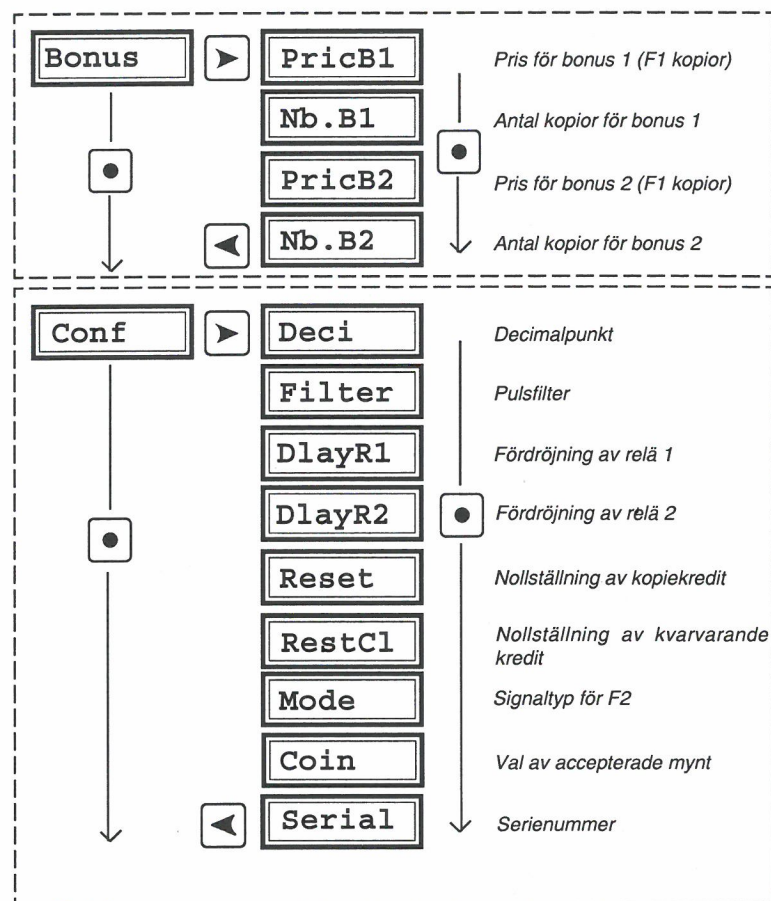 Bonus PricB1 Pris för bonus 1 (F1 kopior)
Nb.B1 Antal kopior för bonus 1
PricB2 Pris för bonus 2 (F1 kopior)
Nb.B2 Antal kopior för bonus 2
Conf Deci Decimalpunkt
Filter Pulsfilter
DlayR1 Fördröjning av relä 1
DlayR2 Fördröjning av relä 2
Reset Nollställning av kopiekredit
RestCl Nollställning av kvarvarande
kredit
Mode Signaltyp för F2
Coin Val av accepterade mynt
Serial Serienummer